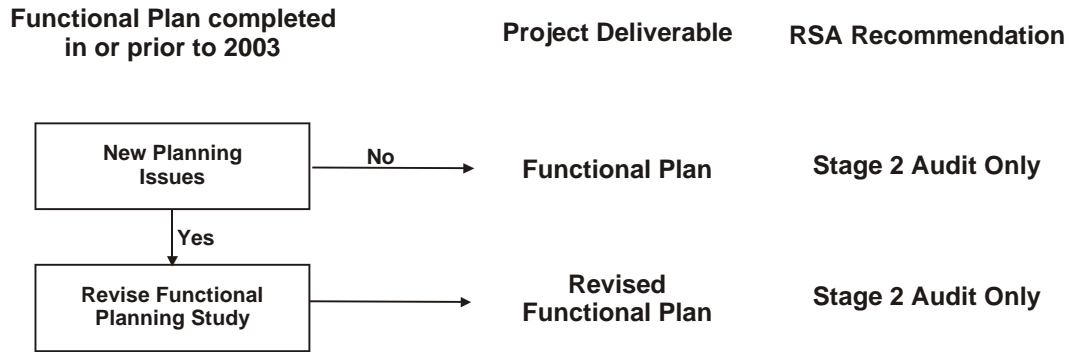 Functional Plan completed
in or prior to 2003
Project Deliverable
RSA Recommendation
New Planning
Issues
No
Functional Plan
Stage 2 Audit Only
Yes
Revise Functional
Planning Study
Revised
Functional Plan
Stage 2 Audit Only